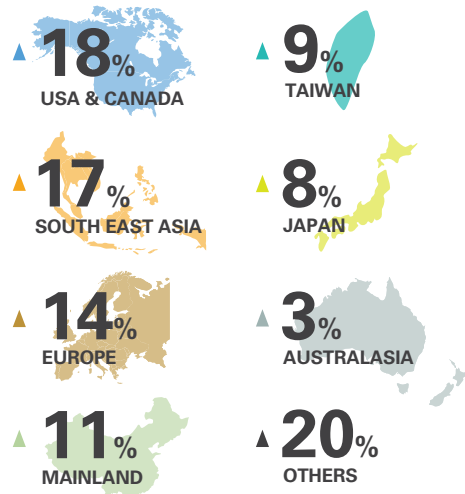 18%
USA & CANADA
17%
SOUTH EAST ASIA
14%
EUROPE
11%
MAINLAND
9%
TAIWAN
8%
JAPAN
3%
AUSTRALASIA
20%
OTHERS